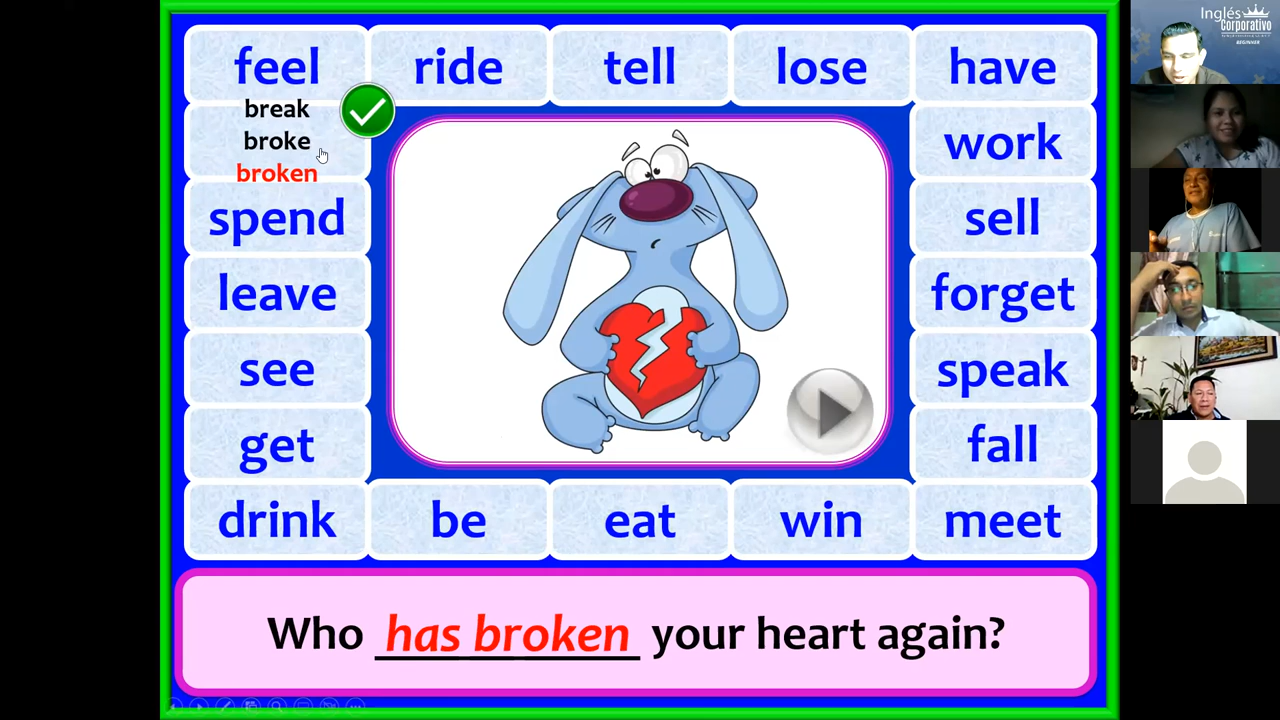 feel ride tell lose have
break
broke
broken
work
spend sell
leave forget
see speak
get fall
drink be eat win meet
Who has broken your heart again?
Inglés
Corporativo
BEGINNER